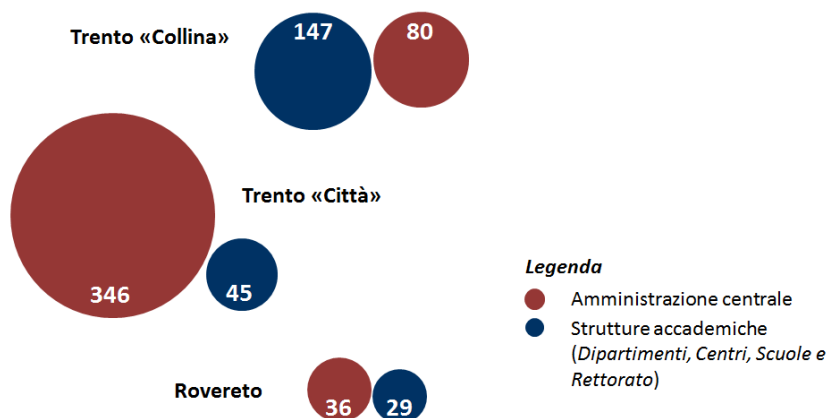 Trento «Collina»
147
80
Trento «Città»
346
45
Rovereto
36
29
Legenda
Amministrazione centrale
Strutture accademiche
(Dipartimenti, Centri, Scuole e
Rettorato)